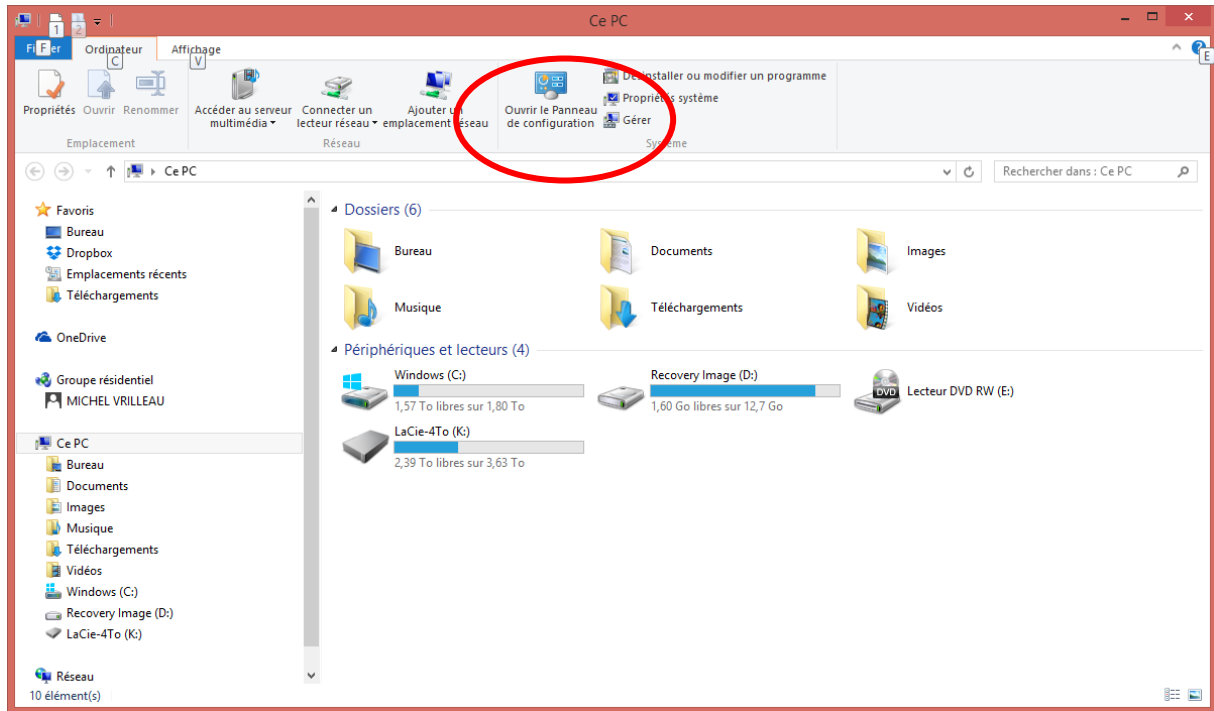 1 2
Ce PC
Fi F er Ordinateur Affichage
C V E
Propriétés Ouvrir Renommer
Emplacement
Accéder au serveur
multimédia
Connecter un
lecteur réseau
Ajouter un
emplacement réseau
Réseau
Ouvrir le Panneau
de configuration
Désinstaller ou modifier un programme
Propriétés système
Gérer
Système
Ce PC
Rechercher dans : Ce PC
Favoris
Bureau
Dropbox
Emplacements récents
Téléchargements
OneDrive
Groupe résidentiel
MICHEL VRILLEAU
Ce PC
Bureau
Documents
Images
Musique
Téléchargements
Vidéos
Windows (C:)
Recovery Image (D:)
LaCie-4To (K:)
Réseau
Dossiers (6)
Bureau
Documents
Images
Musique
Téléchargements
Vidéos
Périphériques et lecteurs (4)
Windows (C:)
1,57 To libres sur 1,80 To
Recovery Image (D:)
1,60 Go libres sur 12,7 Go
DVD
Lecteur DVD RW (E:)
LaCie-4To (K:)
2,39 To libres sur 3,63 To
10 élément(s)